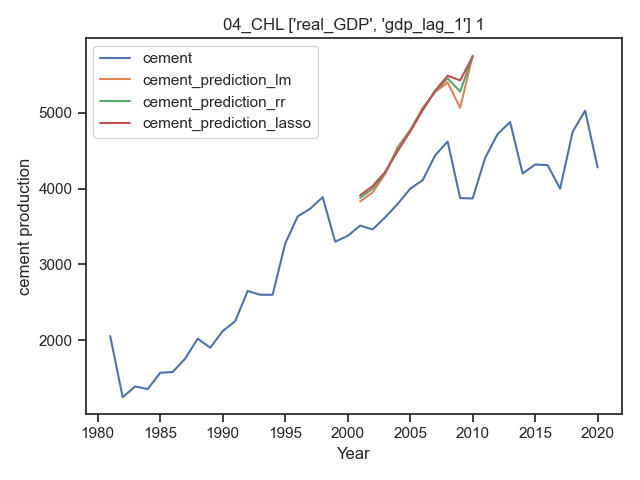 04_CHL ['real_GDP', 'gdp_lag_1'] 1
cement
cement_prediction_lm
cement_prediction_rr
cement_prediction_lasso
cement production
5000
4000
3000
2000
1980 1985 1990 1995 2000 2005 2010 2015 2020
Year